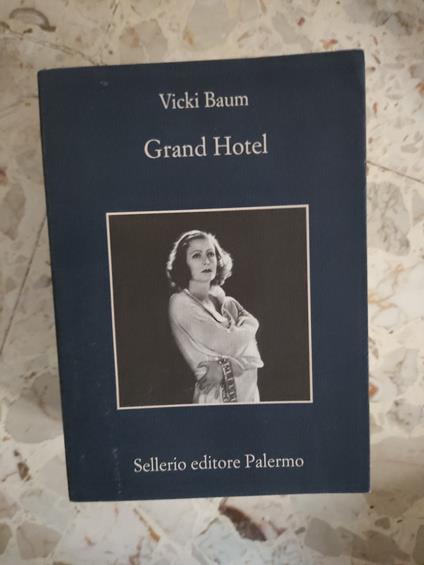 Vicki Baum
Grand Hotel
Sellerio editore Palermo